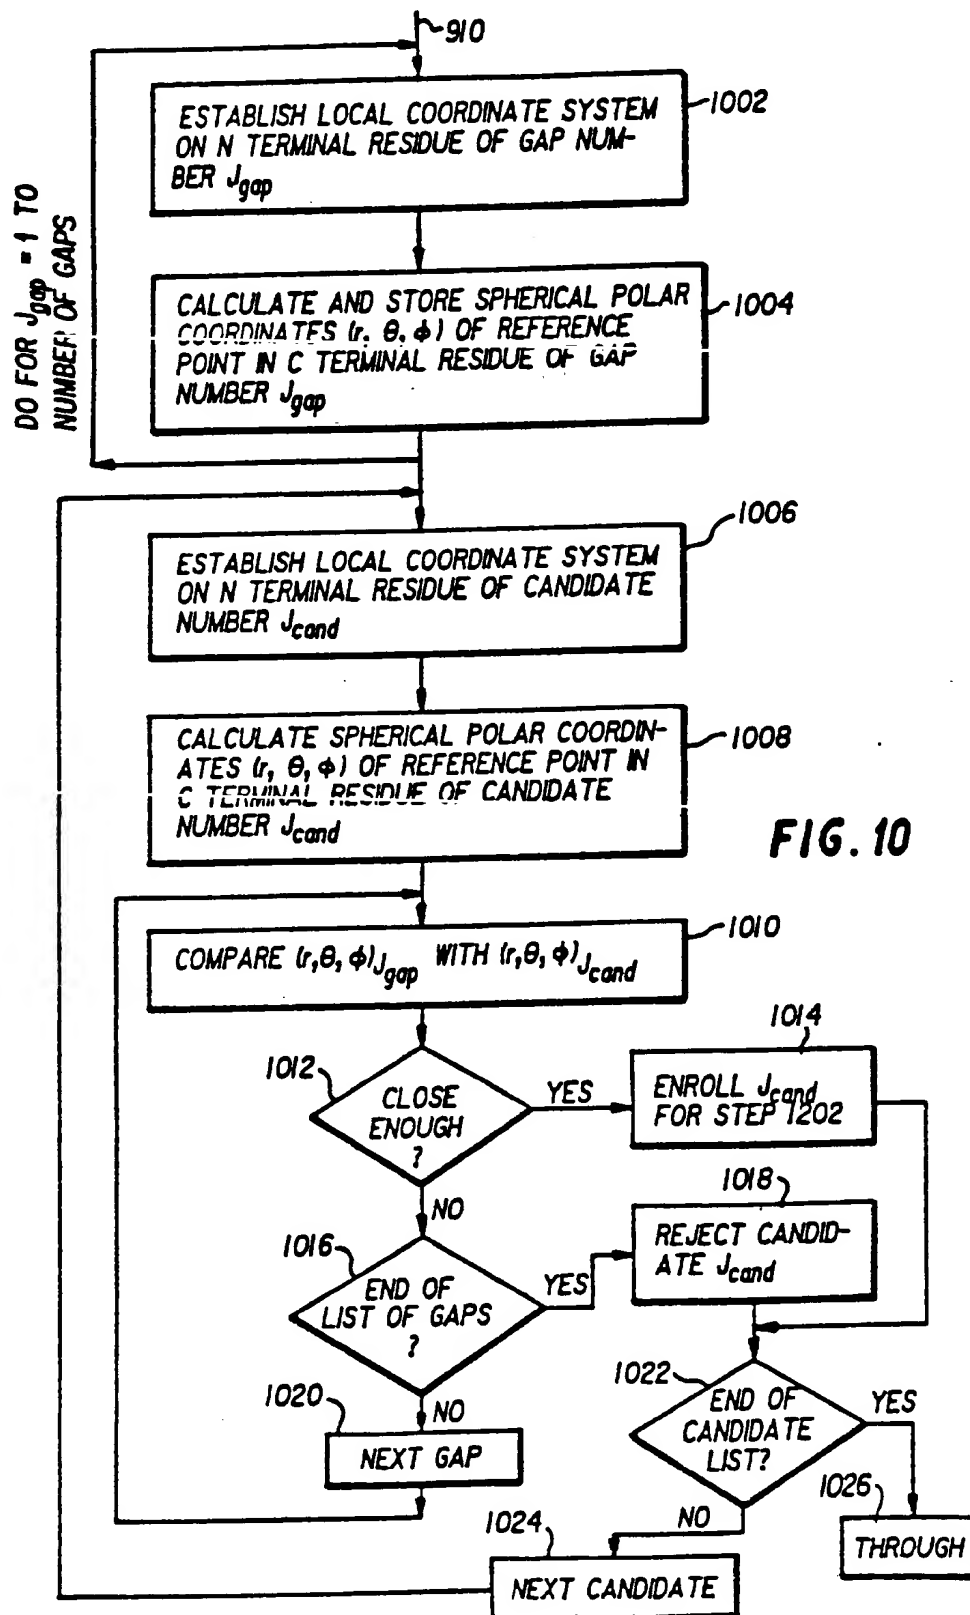 910
DO FOR Jgap = 1 TO
NUMBER OF GAPS
1002
ESTABLISH LOCAL COORDINATE SYSTEM
ON N TERMINAL RESIDUE OF GAP NUM-
BER Jgap
1004
CALCULATE AND STORE SPHERICAL POLAR
COORDINATES (r, θ, ϕ) OF REFERENCE
POINT IN C TERMINAL RESIDUE OF GAP
NUMBER Jgap
1006
ESTABLISH LOCAL COORDINATE SYSTEM
ON N TERMINAL RESIDUE OF CANDIDATE
NUMBER Jcand
1008
CALCULATE SPHERICAL POLAR COORDIN-
ATES (r, θ, ϕ) OF REFERENCE POINT IN
C TERMINAL RESIDUE OF CANDIDATE
NUMBER Jcand
FIG. 10
1010
COMPARE (r,θ,ϕ)Jgap WITH (r,θ,ϕ)Jcand
1012
CLOSE
ENOUGH
?
YES
NO
1014
ENROLL Jcand
FOR STEP 1202
1016
END OF
LIST OF GAPS
?
YES
NO
1018
REJECT CANDID-
ATE Jcand
1020
NEXT GAP
1022
END OF
CANDIDATE
LIST?
YES
NO
1024
NEXT CANDIDATE
1026
THROUGH